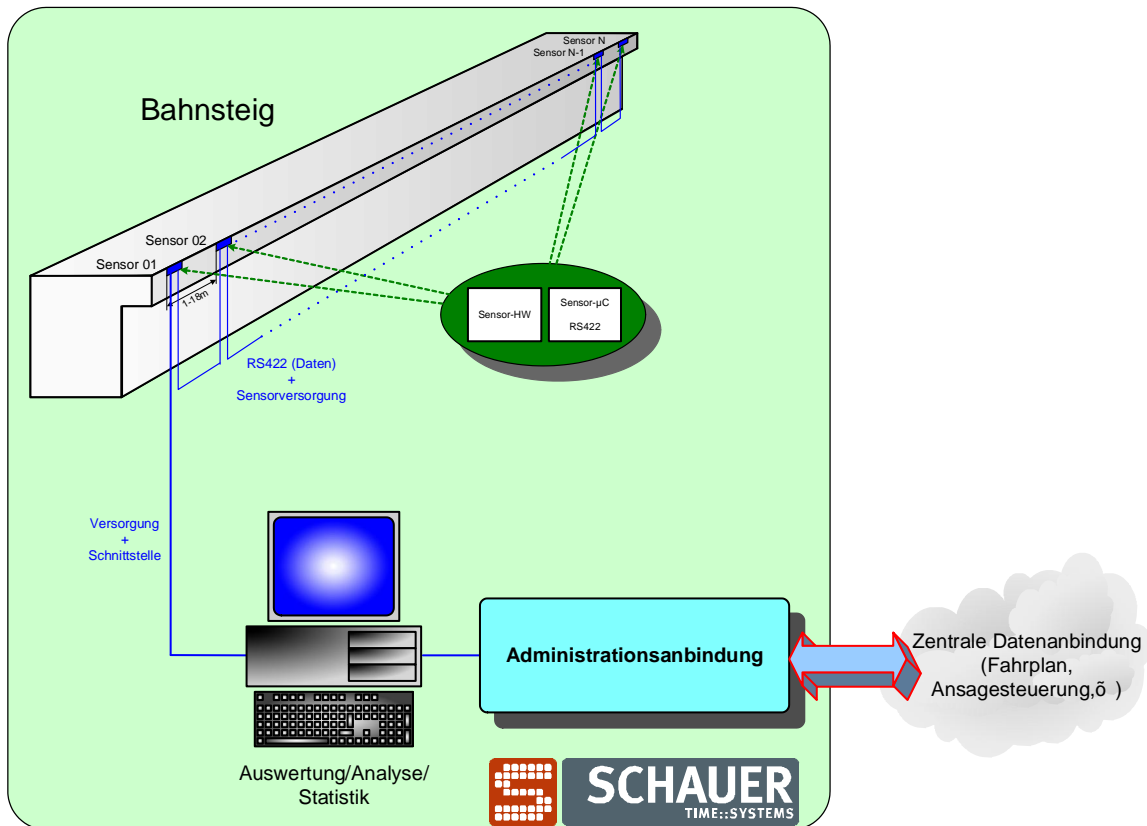 Sensor N
Sensor N-1
Bahnsteig
Sensor 02
Sensor 01
1-18m
Sensor-HW
Sensor-µC
RS422
RS422 (Daten)
+
Sensorversorgung
Versorgung
+
Schnittstelle
Administrationsanbindung
Zentrale Datenanbindung
(Fahrplan,
Ansagesteuerung,õ )
Auswertung/Analyse/
Statistik
S SCHAUER
TIME::SYSTEMS